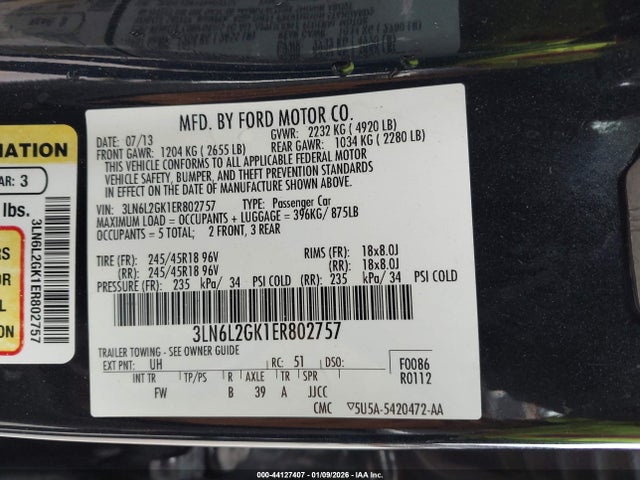 MFD. BY FORD MOTOR CO.
DATE: 07/13
GVWR: 2232 KG ( 4920 LB)
FRONT GAWR: 1204 KG ( 2655 LB)
REAR GAWR: 1034 KG ( 2280 LB)
THIS VEHICLE CONFORMS TO ALL APPLICABLE FEDERAL MOTOR
VEHICLE SAFETY, BUMPER, AND THEFT PREVENTION STANDARDS
IN EFFECT ON THE DATE OF MANUFACTURE SHOWN ABOVE.
VIN: 3LN6L2GK1ER802757 TYPE: Passenger Car
MAXIMUM LOAD = OCCUPANTS + LUGGAGE = 396KG/ 875LB
OCCUPANTS = 5 TOTAL; 2 FRONT, 3 REAR
TIRE (FR): 245/45R18 96V RIMS (FR): 18x8.0J
(RR): 245/45R18 96V (RR): 18x8.0J
PRESSURE (FR): 235 kPa/ 34 PSI COLD (RR): 235 kPa/ 34 PSI COLD
3LN6L2GK1ER802757
TRAILER TOWING - SEE OWNER GUIDE
EXT PNT: UH RC: 51 DSO:
F0086
R0112
INT TR TP/PS R AXLE TR SPR
FW B 39 A JJCC
CMC ▽5U5A-5420472-AA
MATION
AR: 3
lbs.
RS
OR
L
ION
3LN6L2GK1ER802757
000-44127407 - 01/09/2026 - IAA Inc.